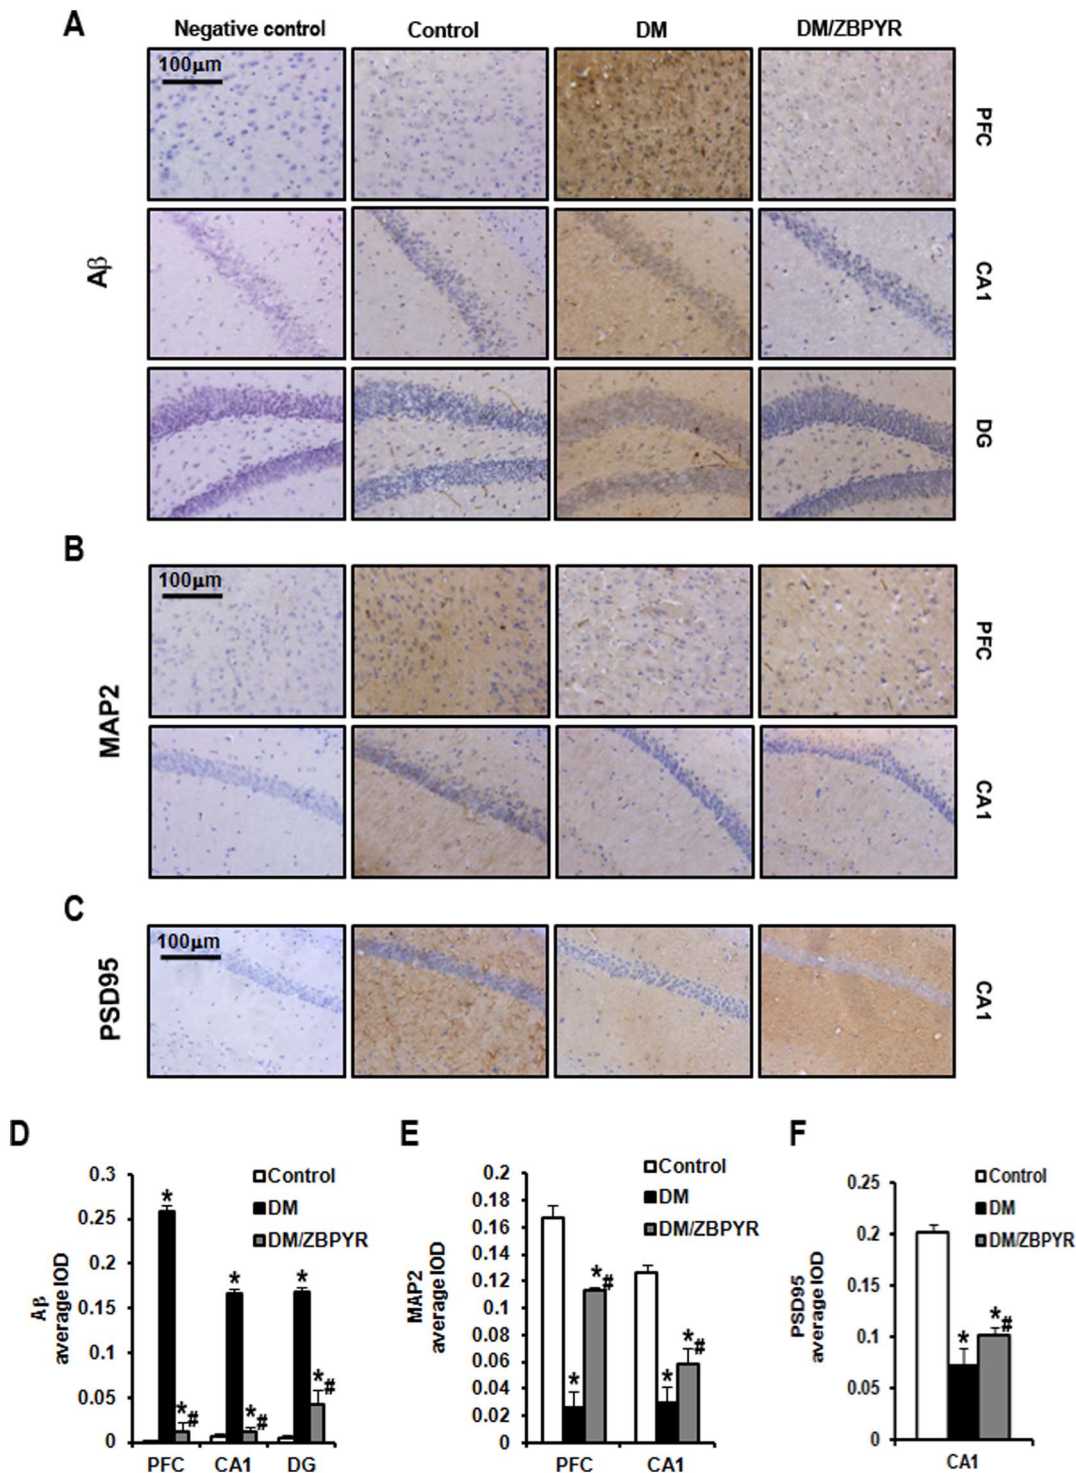 A
Negative control Control DM DM/ZBPYR
100μm
PFC
Aβ
CA1
DG
B
100μm
PFC
MAP2
CA1
C
100μm
PSD95
CA1
D
Aβ
average IOD
0.3
0.25
0.2
0.15
0.1
0.05
0
Control
DM
DM/ZBPYR
*
*
*
*#
*#
*#
PFC CA1 DG
E
MAP2
average IOD
0.2
0.18
0.16
0.14
0.12
0.1
0.08
0.06
0.04
0.02
0
Control
DM
DM/ZBPYR
*
*#
*
*#
PFC CA1
F
PSD95
average IOD
0.25
0.2
0.15
0.1
0.05
0
Control
DM
DM/ZBPYR
*
*#
CA1